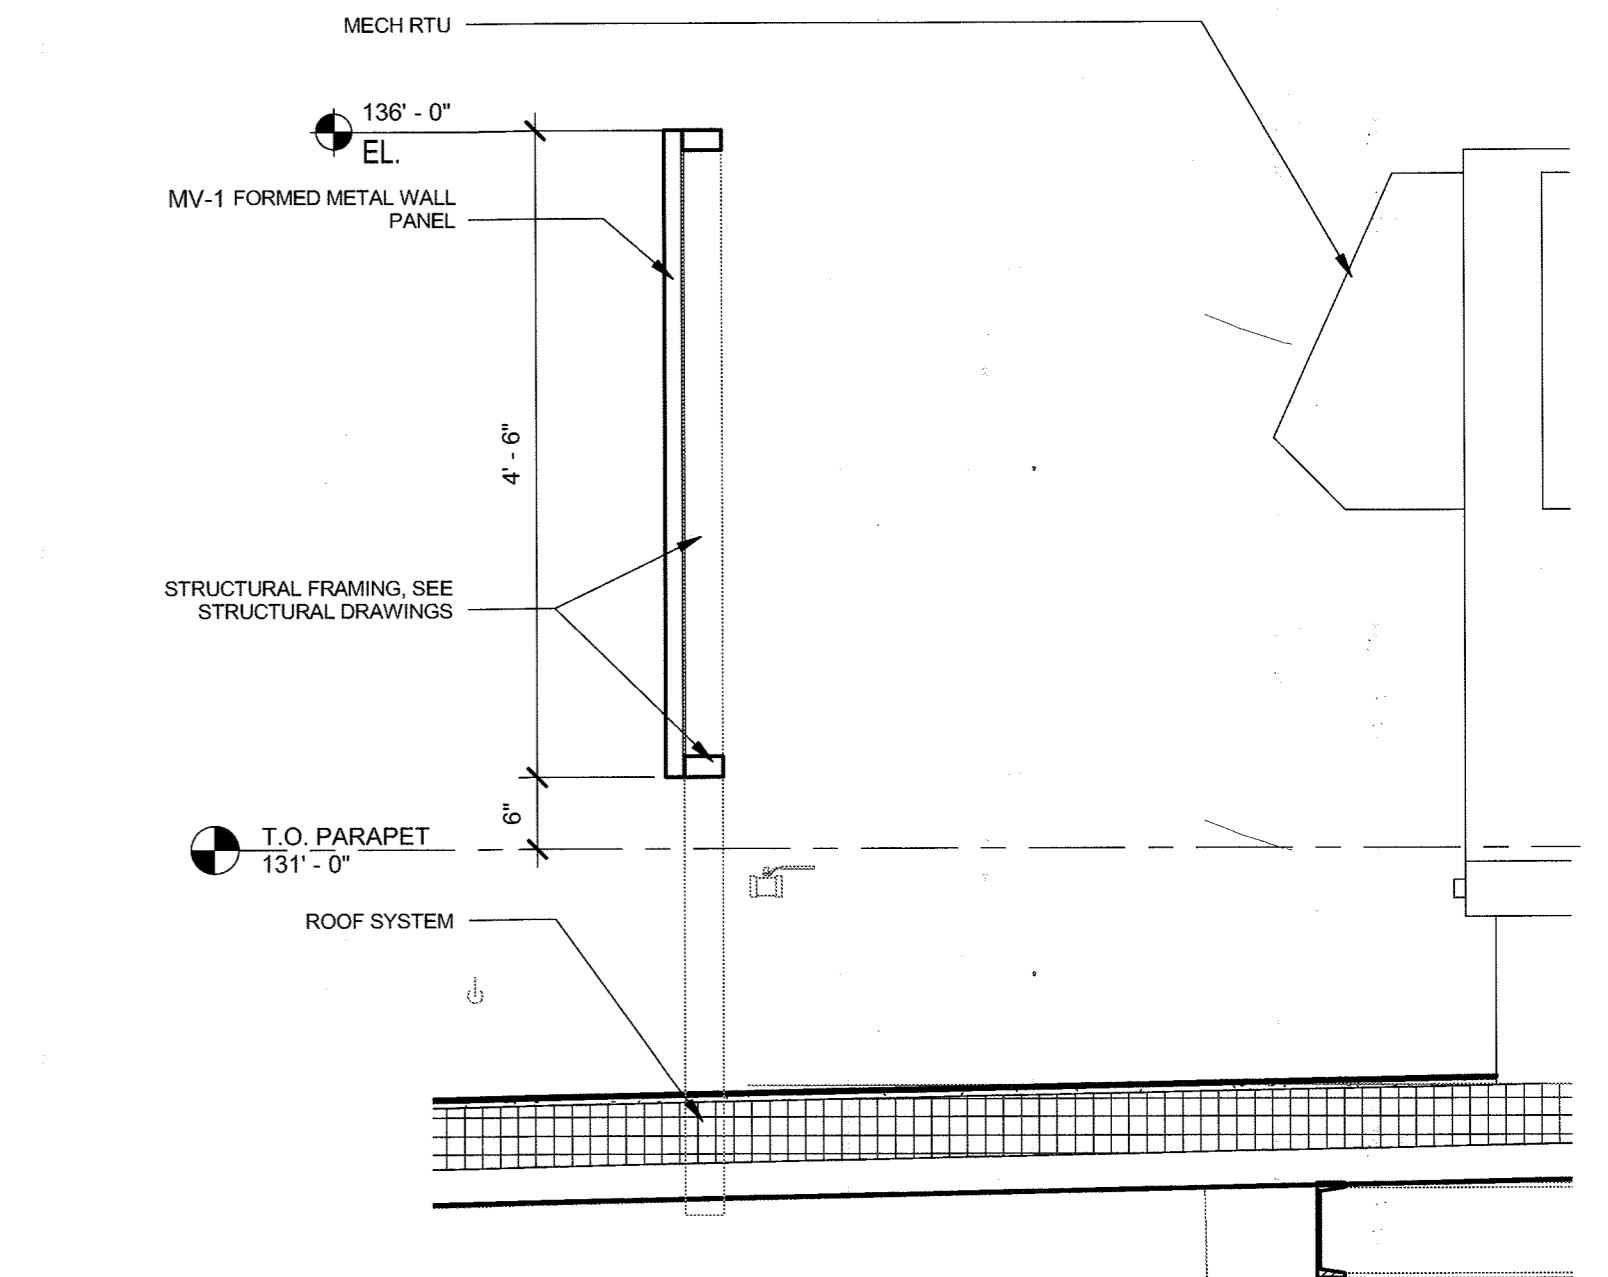 MECH RTU
136' - 0"
EL.
MV-1 FORMED METAL WALL
PANEL
4' - 6"
STRUCTURAL FRAMING, SEE
STRUCTURAL DRAWINGS
6"
T.O. PARAPET
131' - 0"
ROOF SYSTEM